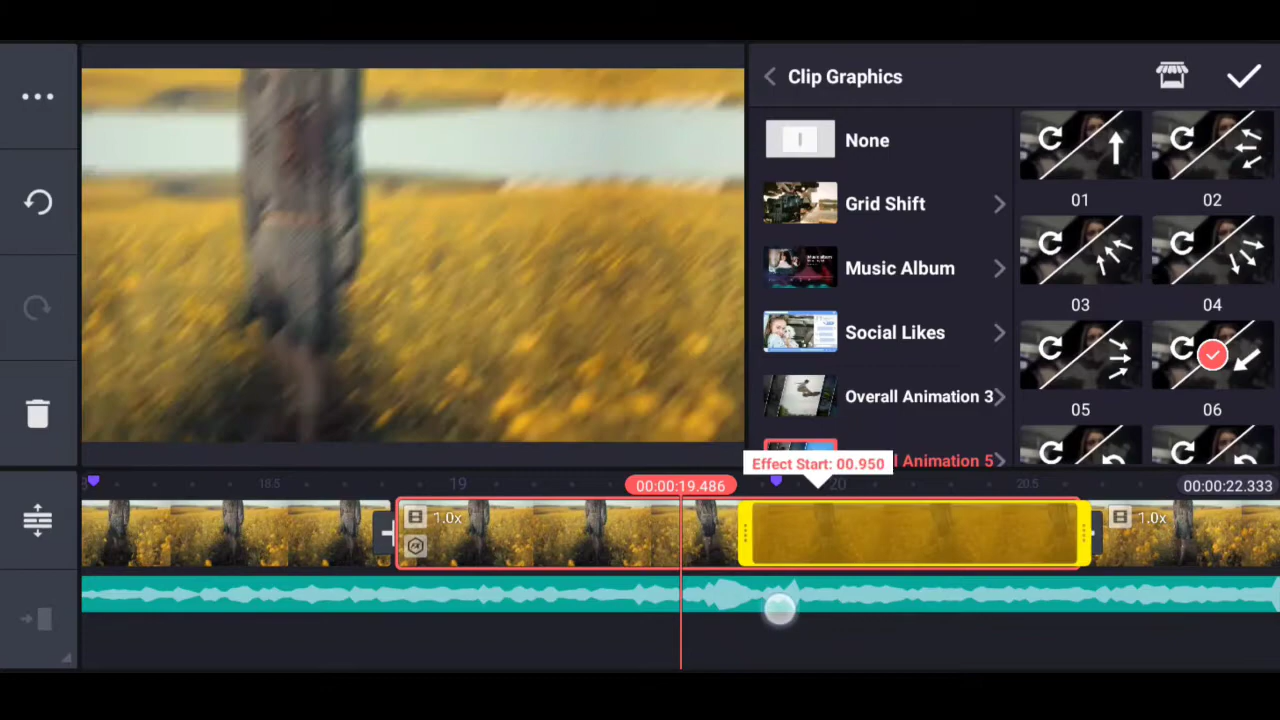 Clip Graphics
None
Grid Shift
Music Album
Social Likes
Overall Animation 3
l Animation 5
01
02
03
04
05
06
Effect Start: 00.950
18.5
19
00:00:19.486
20
20.5
00:00:22.333
1.0x
1.0x